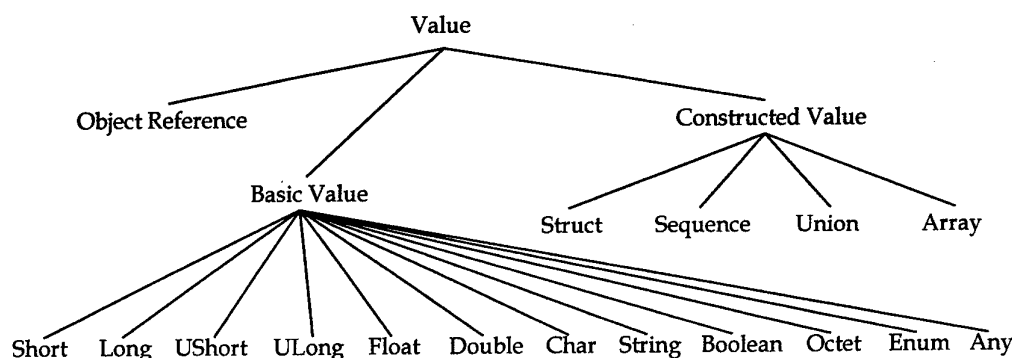 Value
Object Reference
Constructed Value
Basic Value
Struct Sequence Union Array
Short Long UShort ULong Float Double Char String Boolean Octet Enum Any